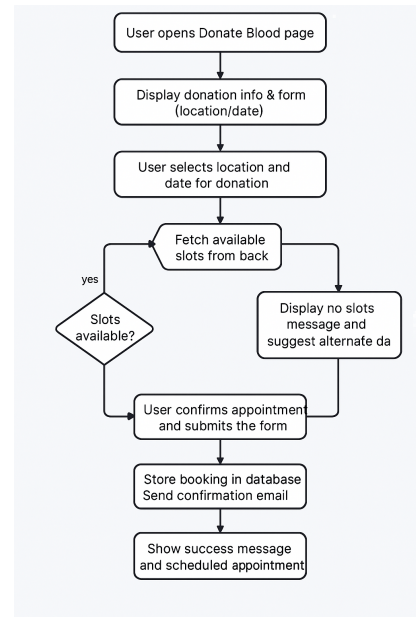 User opens Donate Blood page
Display donation info & form
(location/date)
User selects location and
date for donation
Fetch available
slots from back
yes
Slots
available?
Display no slots
message and
suggest alternate da
User confirms appointment
and submits the form
Store booking in database
Send confirmation email
Show success message
and scheduled appointment